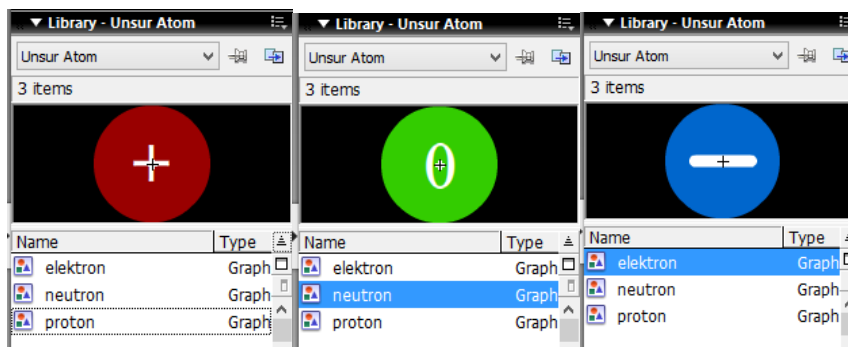 Library - Unsur Atom
Unsur Atom
3 items
+
Name Type
elektron Graph
neutron Graph
proton Graph
Library - Unsur Atom
Unsur Atom
3 items
0
Name Type
elektron Graph
neutron Graph
proton Graph
Library - Unsur Atom
Unsur Atom
3 items
Name Type
elektron Graph
neutron Graph
proton Graph